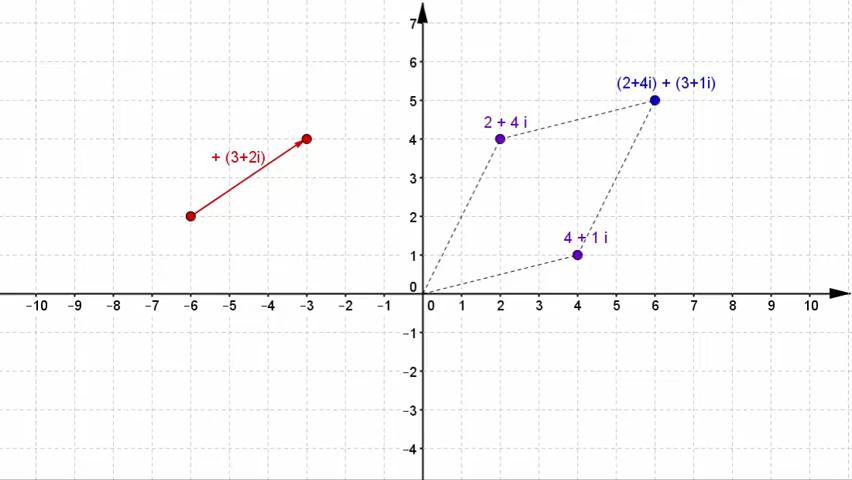 7
6
(2+4i) + (3+1i)
5
2 + 4 i
4
+ (3+2i)
3
2
4 + 1 i
1
0
−10 −9 −8 −7 −6 −5 −4 −3 −2 −1 0 1 2 3 4 5 6 7 8 9 10
−1
−2
−3
−4